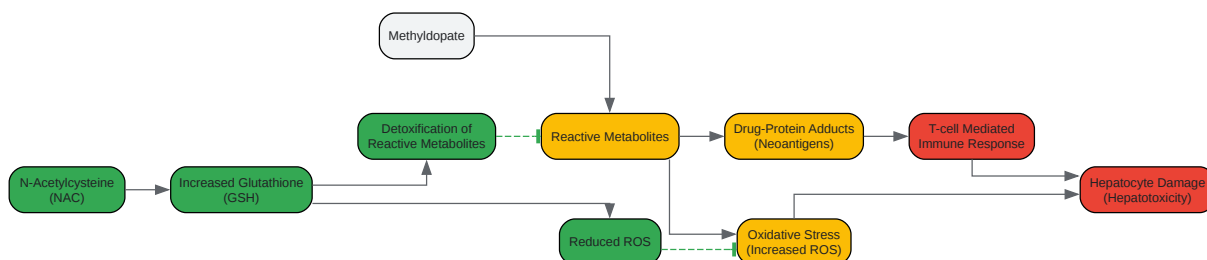 Methyldopate
Detoxification of
Reactive Metabolites
Reactive Metabolites
Drug-Protein Adducts
(Neoantigens)
T-cell Mediated
Immune Response
N-Acetylcysteine
(NAC)
Increased Glutathione
(GSH)
Hepatocyte Damage
(Hepatotoxicity)
Reduced ROS
Oxidative Stress
(Increased ROS)